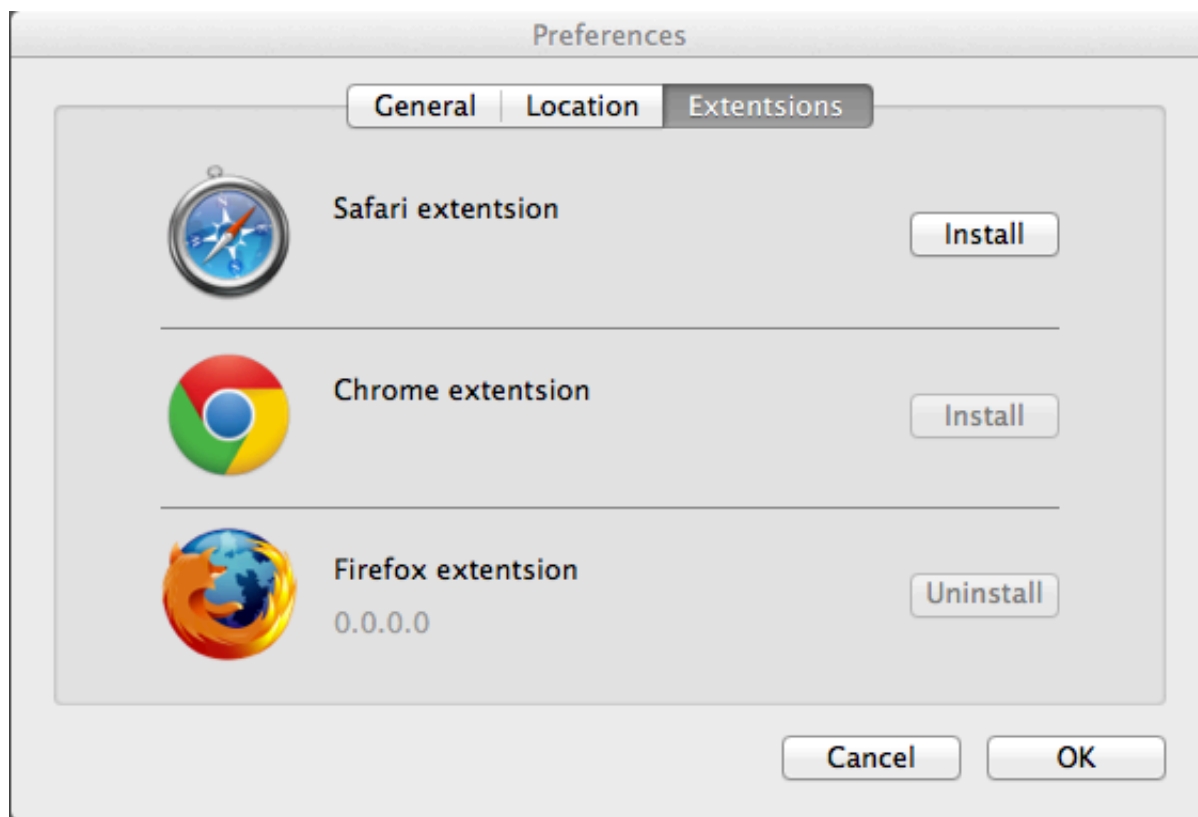 Preferences
General Location Extentsions
Safari extentsion
Install
Chrome extentsion
Install
Firefox extentsion
0.0.0.0
Uninstall
Cancel OK